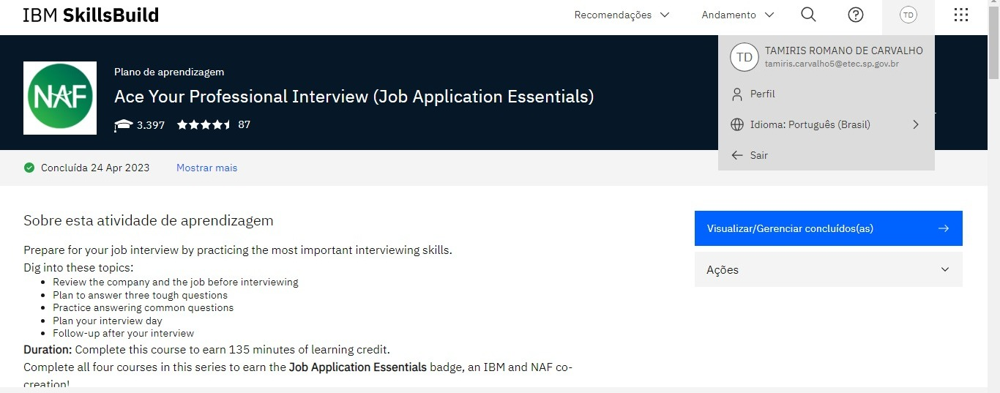 IBM SkillsBuild
Recomendações
Andamento
TD
TD
TAMIRIS ROMANO DE CARVALHO
tamiris.carvalho5@etec.sp.gov.br
Perfil
Idioma: Português (Brasil)
Sair
NAF
Plano de aprendizagem
Ace Your Professional Interview (Job Application Essentials)
3.397
87
Concluída 24 Apr 2023
Mostrar mais
Sobre esta atividade de aprendizagem
Prepare for your job interview by practicing the most important interviewing skills.
Dig into these topics:
• Review the company and the job before interviewing
• Plan to answer three tough questions
• Practice answering common questions
• Plan your interview day
• Follow-up after your interview
Duration: Complete this course to earn 135 minutes of learning credit.
Complete all four courses in this series to earn the Job Application Essentials badge, an IBM and NAF co-
creation!
Visualizar/Gerenciar concluídos(as)
Ações